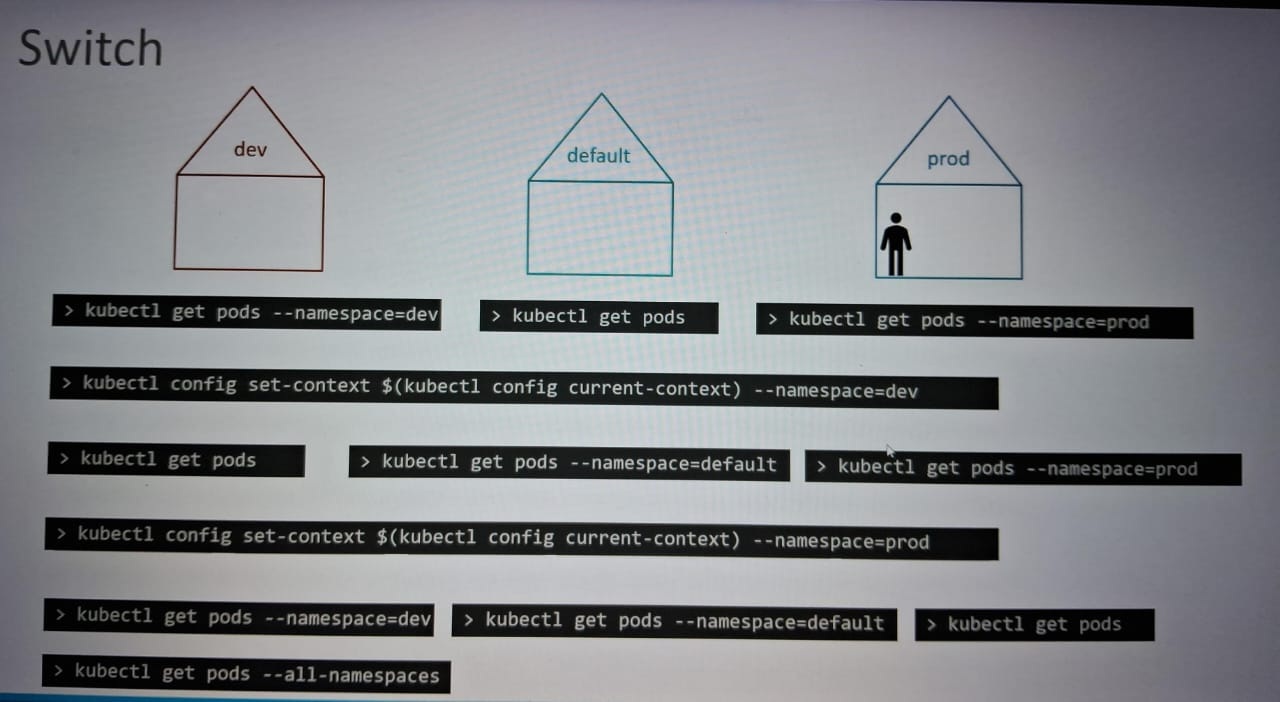 Switch
dev
default
prod
> kubectl get pods --namespace=dev
> kubectl get pods
> kubectl get pods --namespace=prod
> kubectl config set-context $(kubectl config current-context) --namespace=dev
> kubectl get pods
> kubectl get pods --namespace=default
> kubectl get pods --namespace=prod
> kubectl config set-context $(kubectl config current-context) --namespace=prod
> kubectl get pods --namespace=dev
> kubectl get pods --namespace=default
> kubectl get pods
> kubectl get pods --all-namespaces